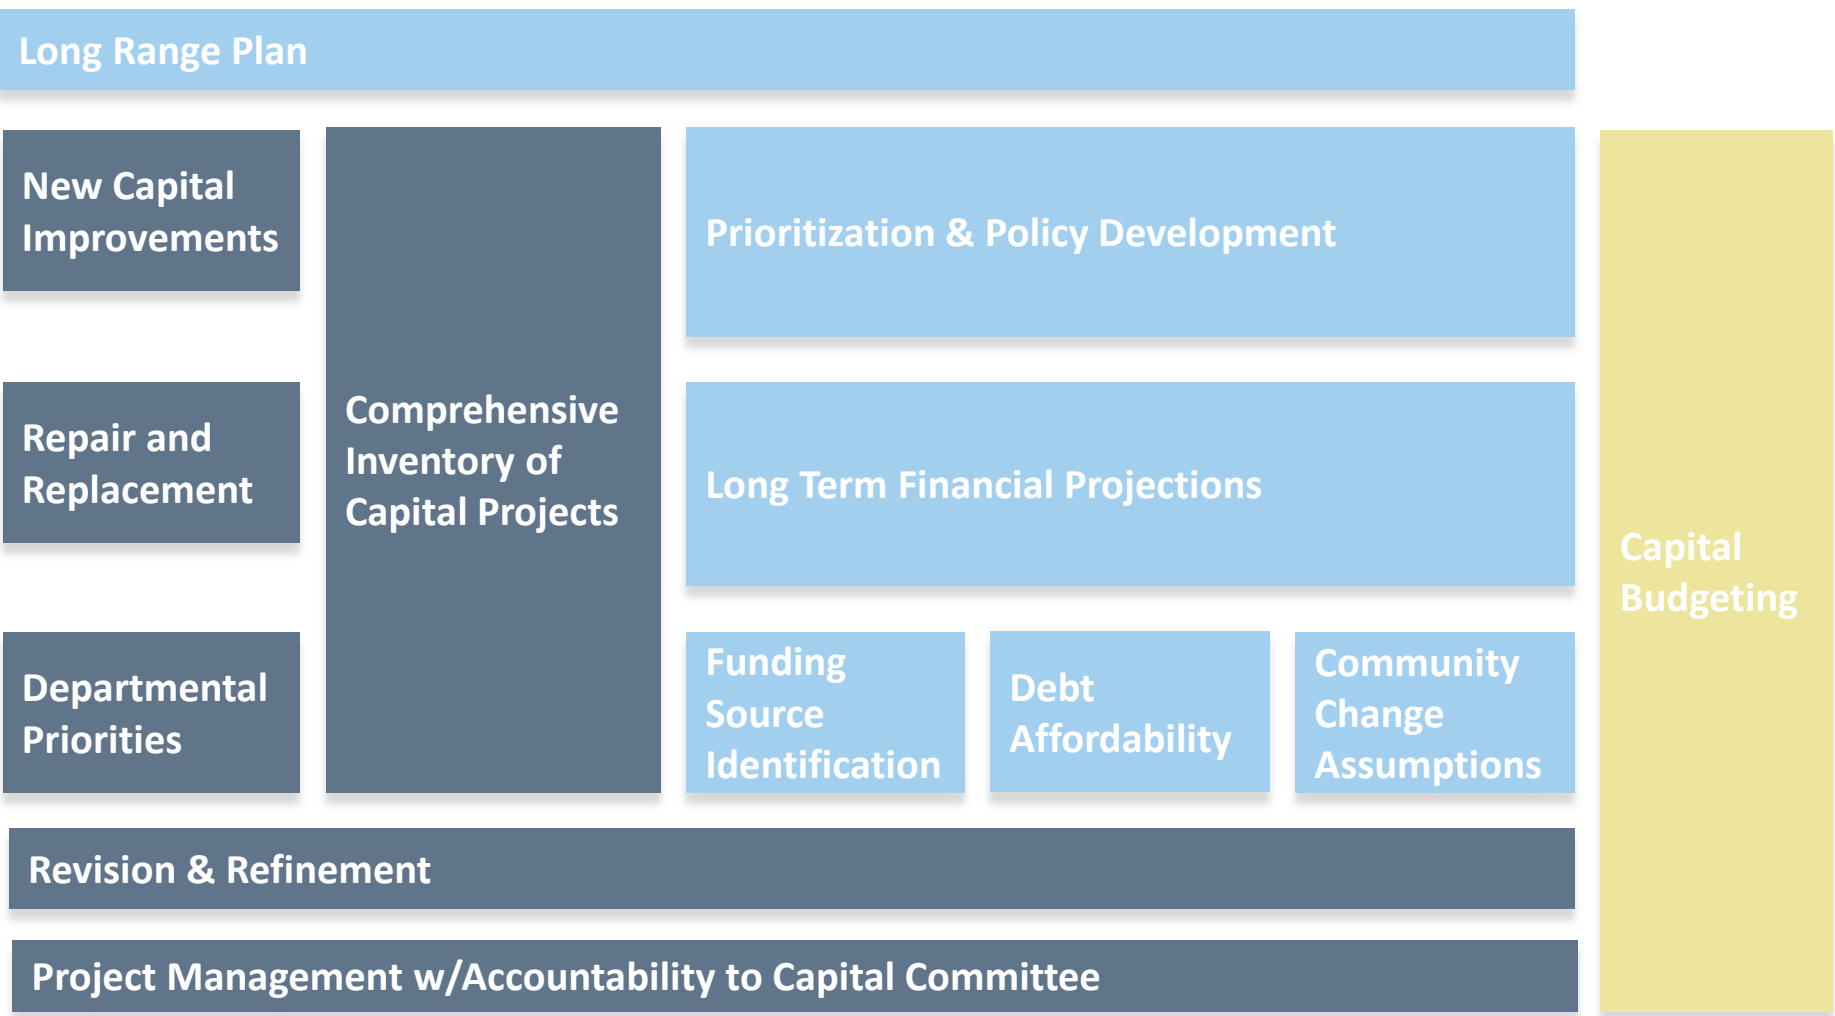 Long Range Plan
New Capital
Improvements
Repair and
Replacement
Departmental
Priorities
Comprehensive
Inventory of
Capital Projects
Prioritization & Policy Development
Long Term Financial Projections
Funding
Source
Identification
Debt
Affordability
Community
Change
Assumptions
Capital
Budgeting
Revision & Refinement
Project Management w/Accountability to Capital Committee